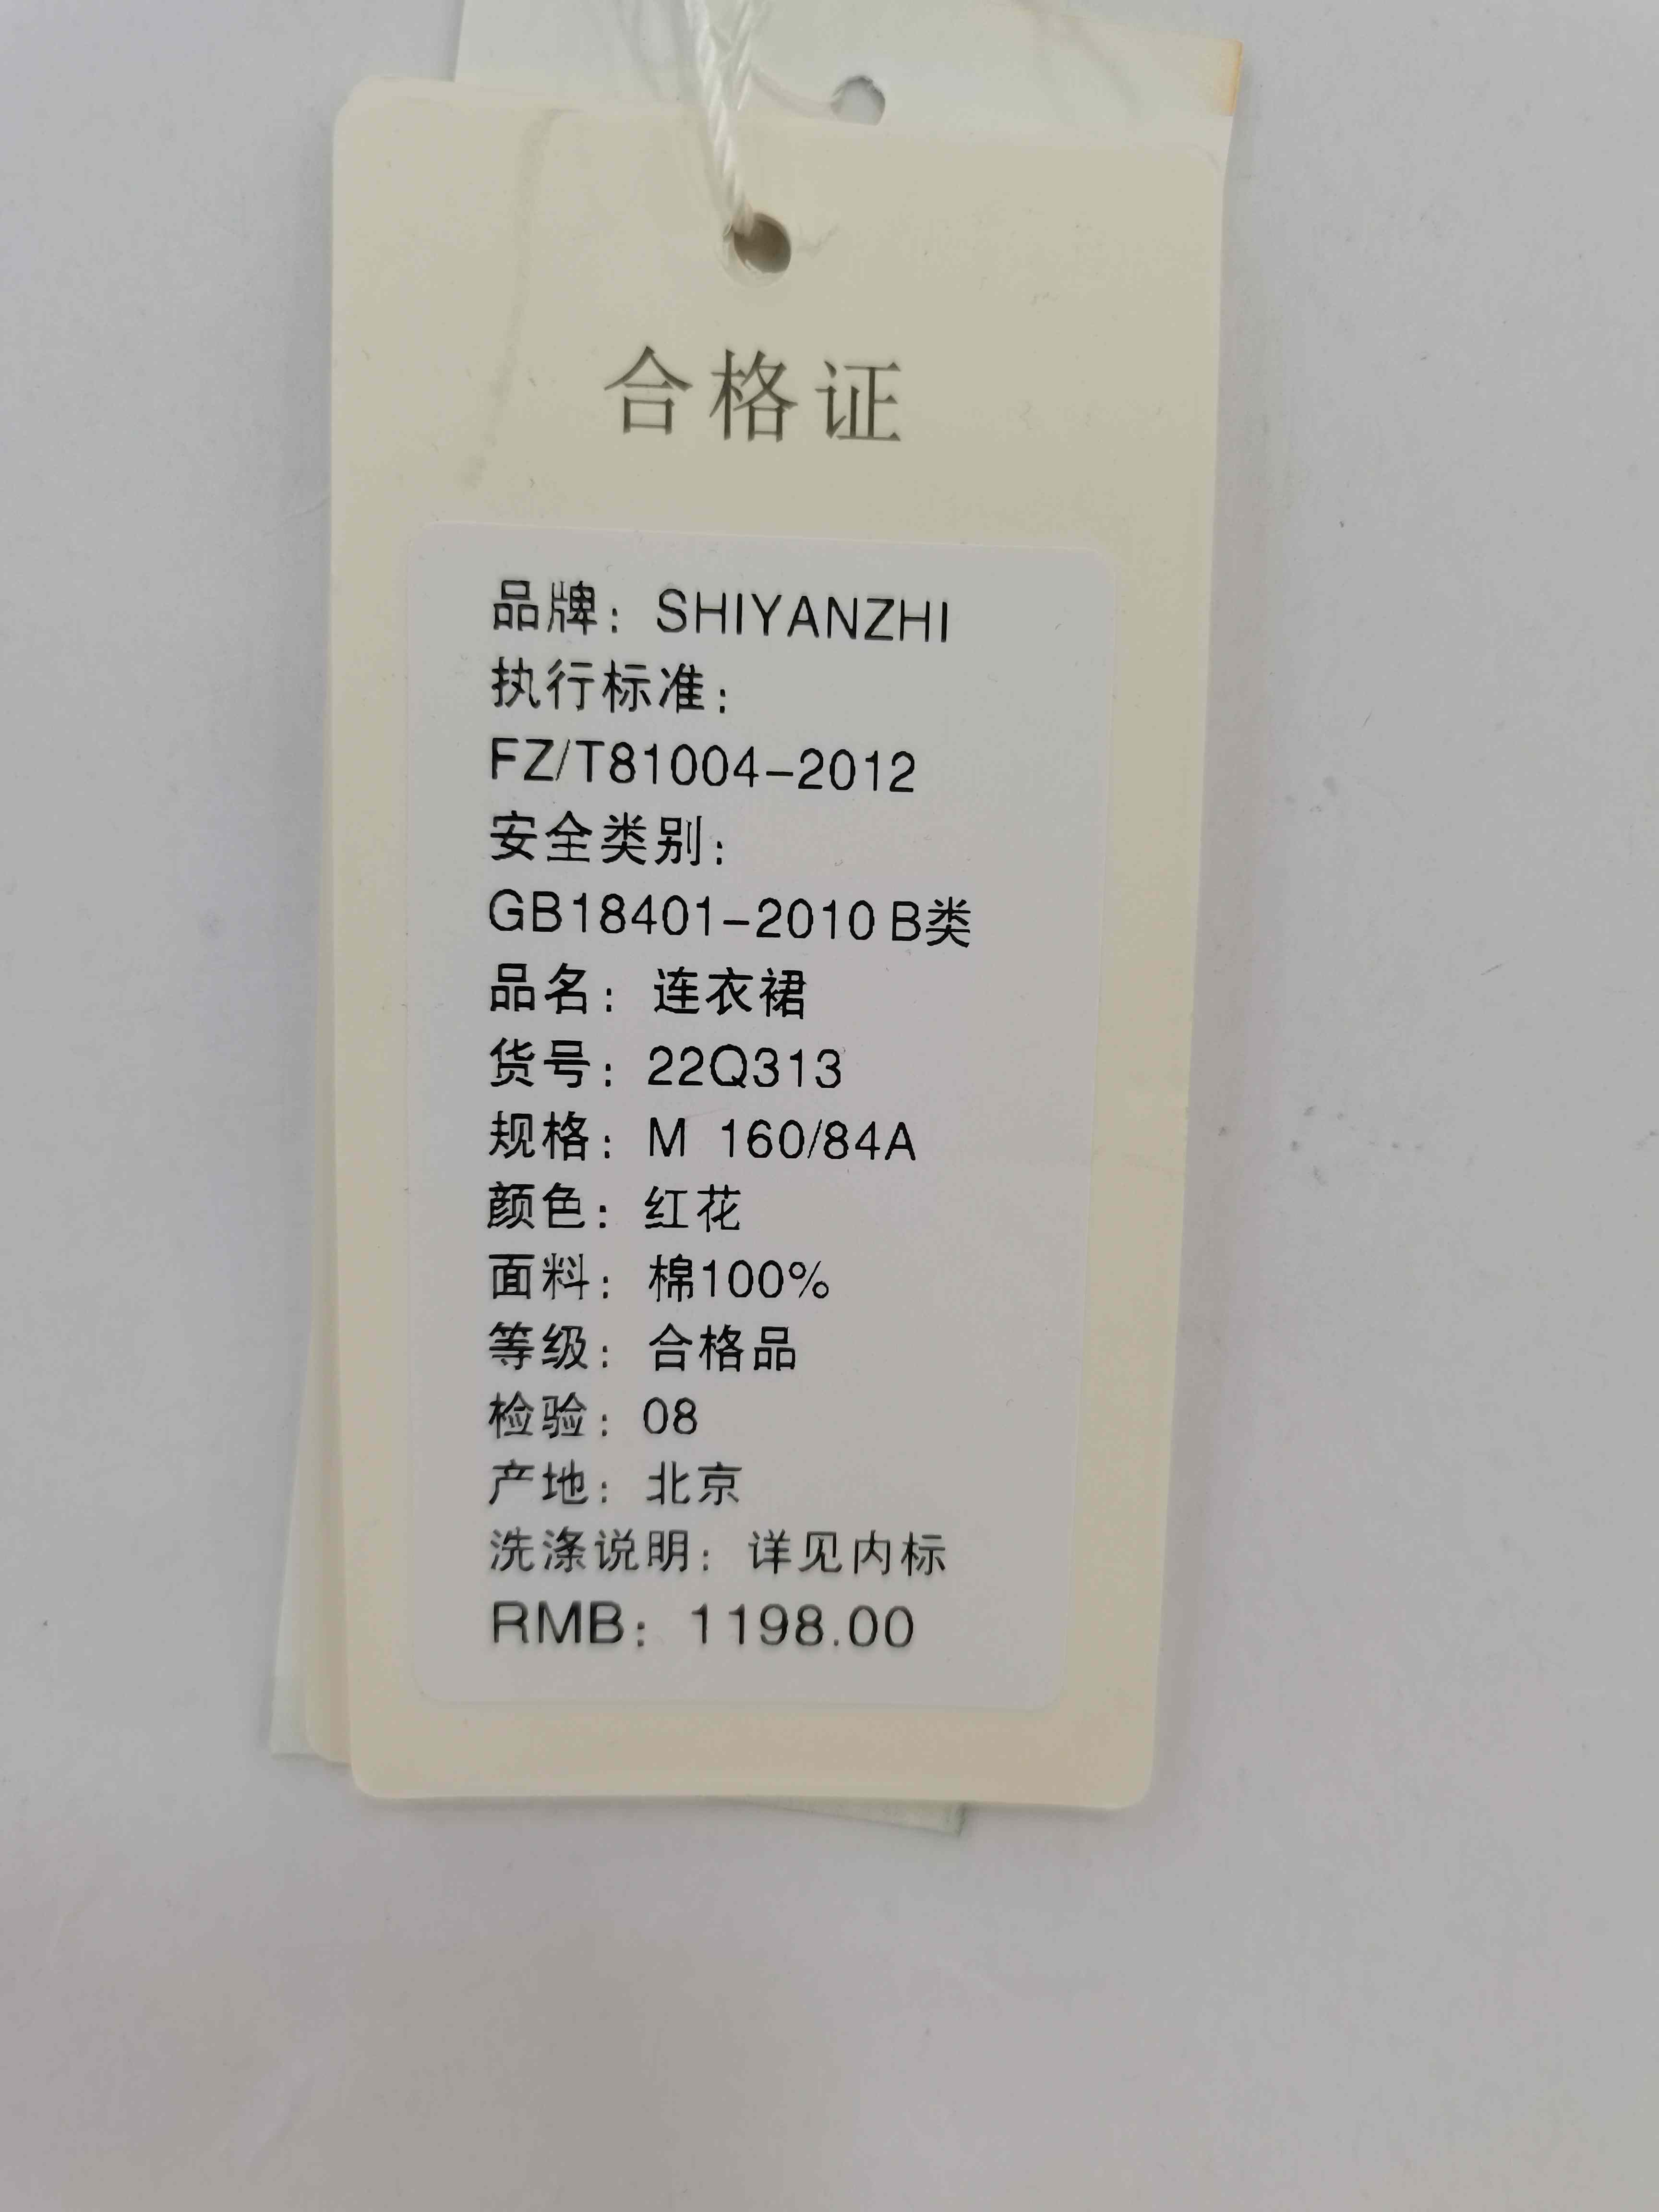 合格证
品牌：SHIYANZHI
执行标准：
FZ/T81004-2012
安全类别：
GB18401-2010 B类
品名：连衣裙
货号：22Q313
规格：M 160/84A
颜色：红花
面料：棉100%
等级：合格品
检验：08
产地：北京
洗涤说明：详见内标
RMB：1198.00